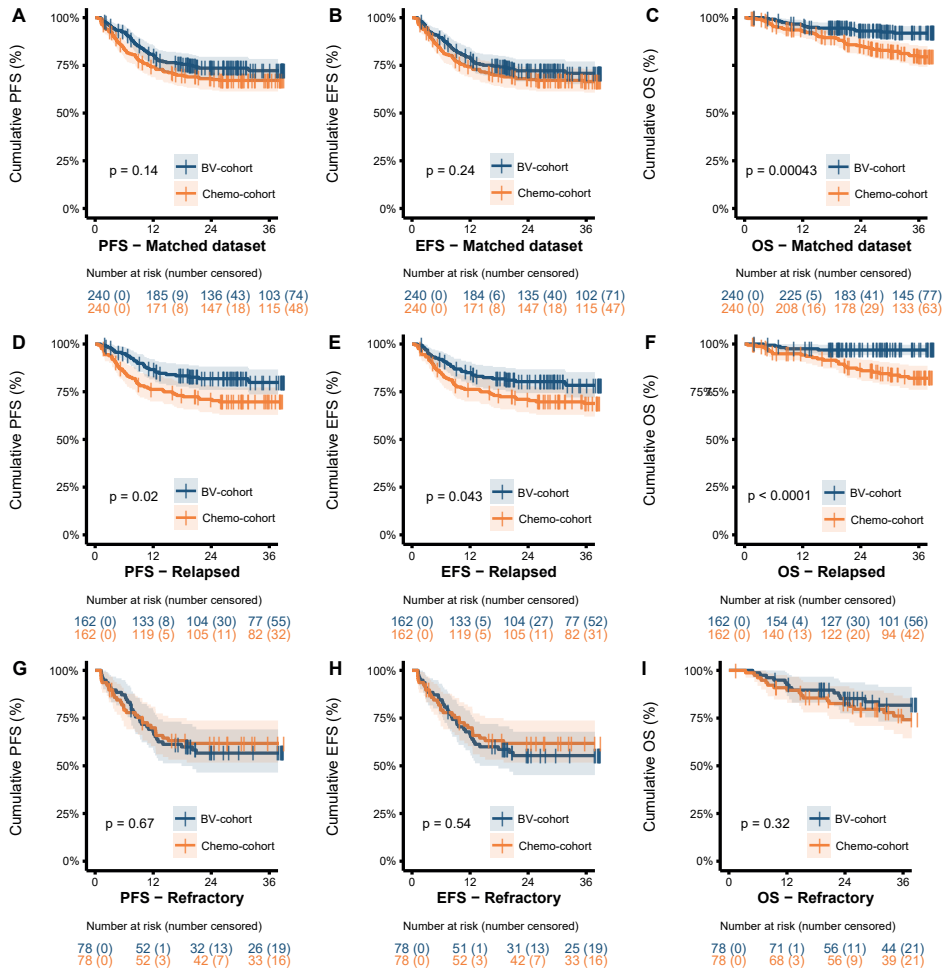 A
Cumulative PFS (%)
100%
75%
50%
25%
0%
p = 0.14
BV-cohort
Chemo-cohort
0 12 24 36
PFS − Matched dataset
Number at risk (number censored)
240 (0) 185 (9) 136 (43) 103 (74)
240 (0) 171 (8) 147 (18) 115 (48)
B
Cumulative EFS (%)
100%
75%
50%
25%
0%
p = 0.24
BV-cohort
Chemo-cohort
0 12 24 36
EFS − Matched dataset
Number at risk (number censored)
240 (0) 184 (6) 135 (40) 102 (71)
240 (0) 171 (8) 147 (18) 115 (47)
C
Cumulative OS (%)
100%
75%
50%
25%
0%
p = 0.00043
BV-cohort
Chemo-cohort
0 12 24 36
OS − Matched dataset
Number at risk (number censored)
240 (0) 225 (5) 183 (41) 145 (77)
240 (0) 208 (16) 178 (29) 133 (63)
D
Cumulative PFS (%)
100%
75%
50%
25%
0%
p = 0.02
BV-cohort
Chemo-cohort
0 12 24 36
PFS − Relapsed
Number at risk (number censored)
162 (0) 133 (8) 104 (30) 77 (55)
162 (0) 119 (5) 105 (11) 82 (32)
E
Cumulative EFS (%)
100%
75%
50%
25%
0%
p = 0.043
BV-cohort
Chemo-cohort
0 12 24 36
EFS − Relapsed
Number at risk (number censored)
162 (0) 133 (5) 104 (27) 77 (52)
162 (0) 119 (5) 105 (11) 82 (31)
F
Cumulative OS (%)
100%
75%
50%
25%
0%
p < 0.0001
BV-cohort
Chemo-cohort
0 12 24 36
OS − Relapsed
Number at risk (number censored)
162 (0) 154 (4) 127 (30) 101 (56)
162 (0) 140 (13) 122 (20) 94 (42)
G
Cumulative PFS (%)
100%
75%
50%
25%
0%
p = 0.67
BV-cohort
Chemo-cohort
0 12 24 36
PFS − Refractory
Number at risk (number censored)
78 (0) 52 (1) 32 (13) 26 (19)
78 (0) 52 (3) 42 (7) 33 (16)
H
Cumulative EFS (%)
100%
75%
50%
25%
0%
p = 0.54
BV-cohort
Chemo-cohort
0 12 24 36
EFS − Refractory
Number at risk (number censored)
78 (0) 51 (1) 31 (13) 25 (19)
78 (0) 52 (3) 42 (7) 33 (16)
I
Cumulative OS (%)
100%
75%
50%
25%
0%
p = 0.32
BV-cohort
Chemo-cohort
0 12 24 36
OS − Refractory
Number at risk (number censored)
78 (0) 71 (1) 56 (11) 44 (21)
78 (0) 68 (3) 56 (9) 39 (21)